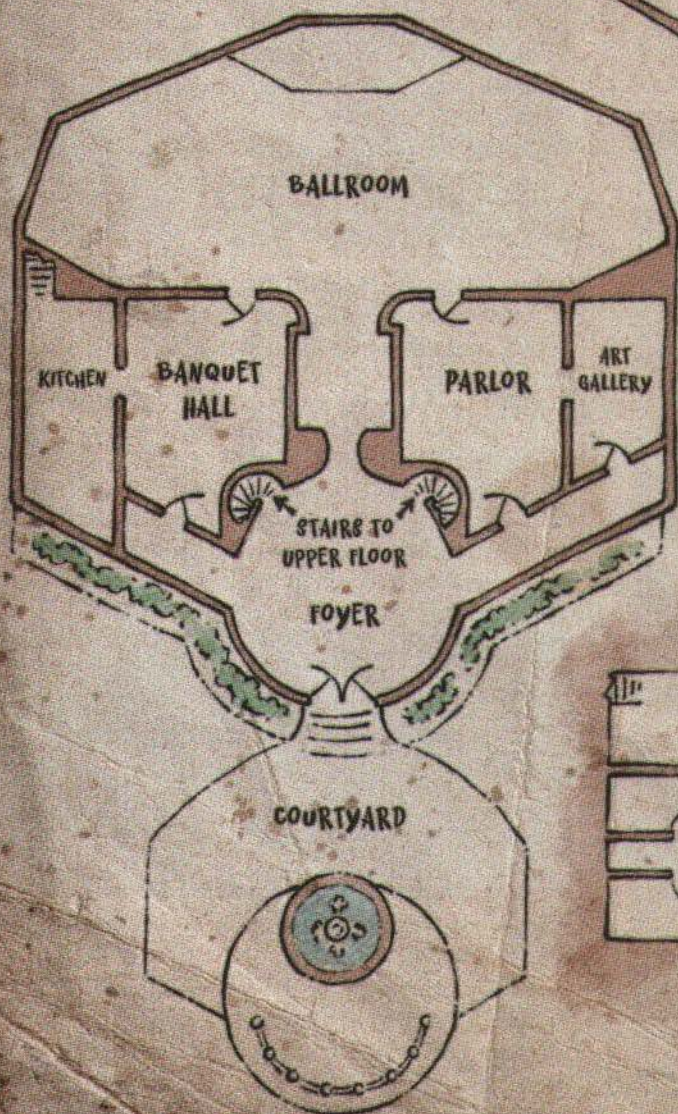 BALLROOM
KITCHEN
BANQUET
HALL
PARLOR
ART
GALLERY
STAIRS TO
UPPER FLOOR
FOYER
COURTYARD